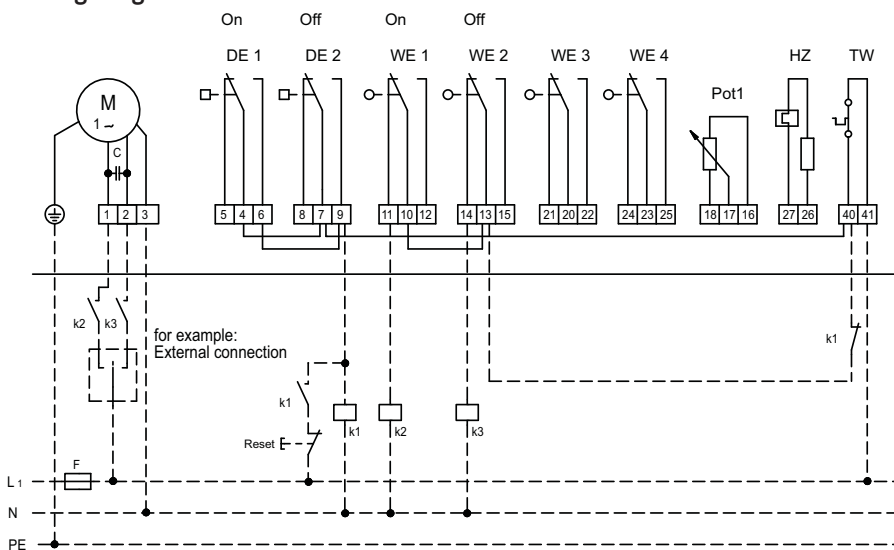 On Off On Off
DE 1 DE 2 WE 1 WE 2 WE 3 WE 4 HZ TW
Pot1
M
1~
C
1 2 3 5 4 6 8 7 9 11 10 12 14 13 15 21 20 22 24 23 25 18 17 16 27 26 40 41
k2 k3
for example:
External connection
k1
k1
Reset
k1 k2 k3
F
L1
N
PE